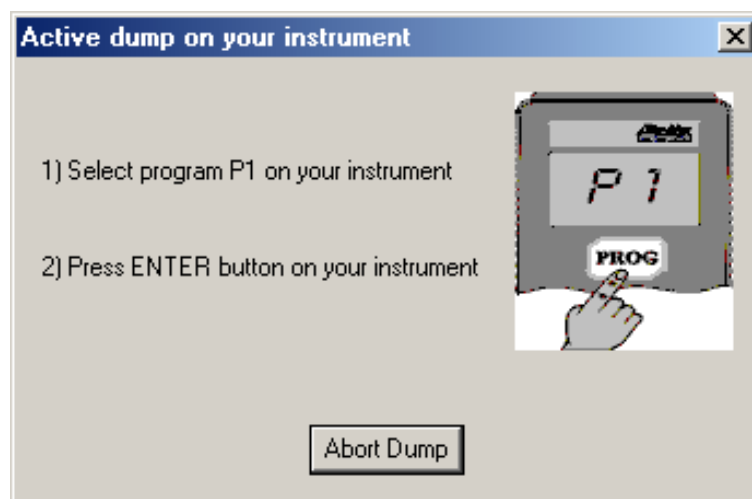 Active dump on your instrument
1) Select program P1 on your instrument
P 1
2) Press ENTER button on your instrument
PROG
Abort Dump